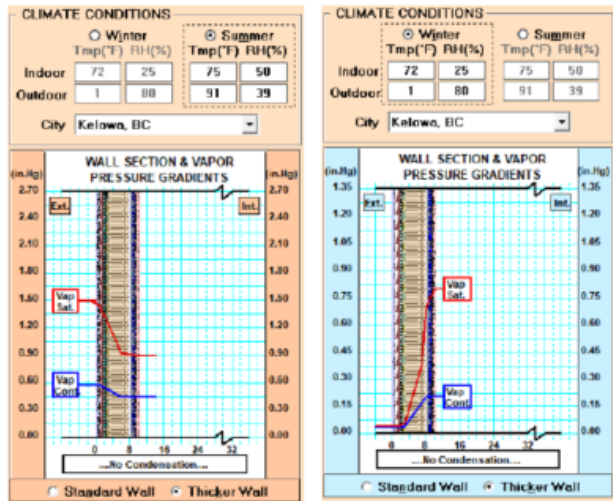 CLIMATE CONDITIONS
Winter Summer
Tmp(°F) RH(%) Tmp(°F) RH(%)
Indoor 72 25 75 50
Outdoor 1 80 91 39
City Kelowa, BC
(in.Hg) WALL SECTION & VAPOR (in.Hg)
PRESSURE GRADIENTS
2.70 2.70
Ext. Int.
2.40 2.40
2.10 2.10
1.80 1.80
Vap
Sat.
1.50 1.50
1.20 1.20
0.90 0.90
Vap
Cont.
0.60 0.60
0.30 0.30
0.00 0.00
0 8 16 24 32
....No Condensation....
Standard Wall Thicker Wall
CLIMATE CONDITIONS
Winter Summer
Tmp(°F) RH(%) Tmp(°F) RH(%)
Indoor 72 25 75 50
Outdoor 1 80 91 39
City Kelowa, BC
(in.Hg) WALL SECTION & VAPOR (in.Hg)
PRESSURE GRADIENTS
1.35 1.35
Ext. Int.
1.20 1.20
1.05 1.05
0.90 0.90
Vap
Sat.
0.75 0.75
0.60 0.60
0.45 0.45
0.30 0.30
Vap
Cont.
0.15 0.15
0.00 0.00
0 8 16 24 32
....No Condensation....
Standard Wall Thicker Wall